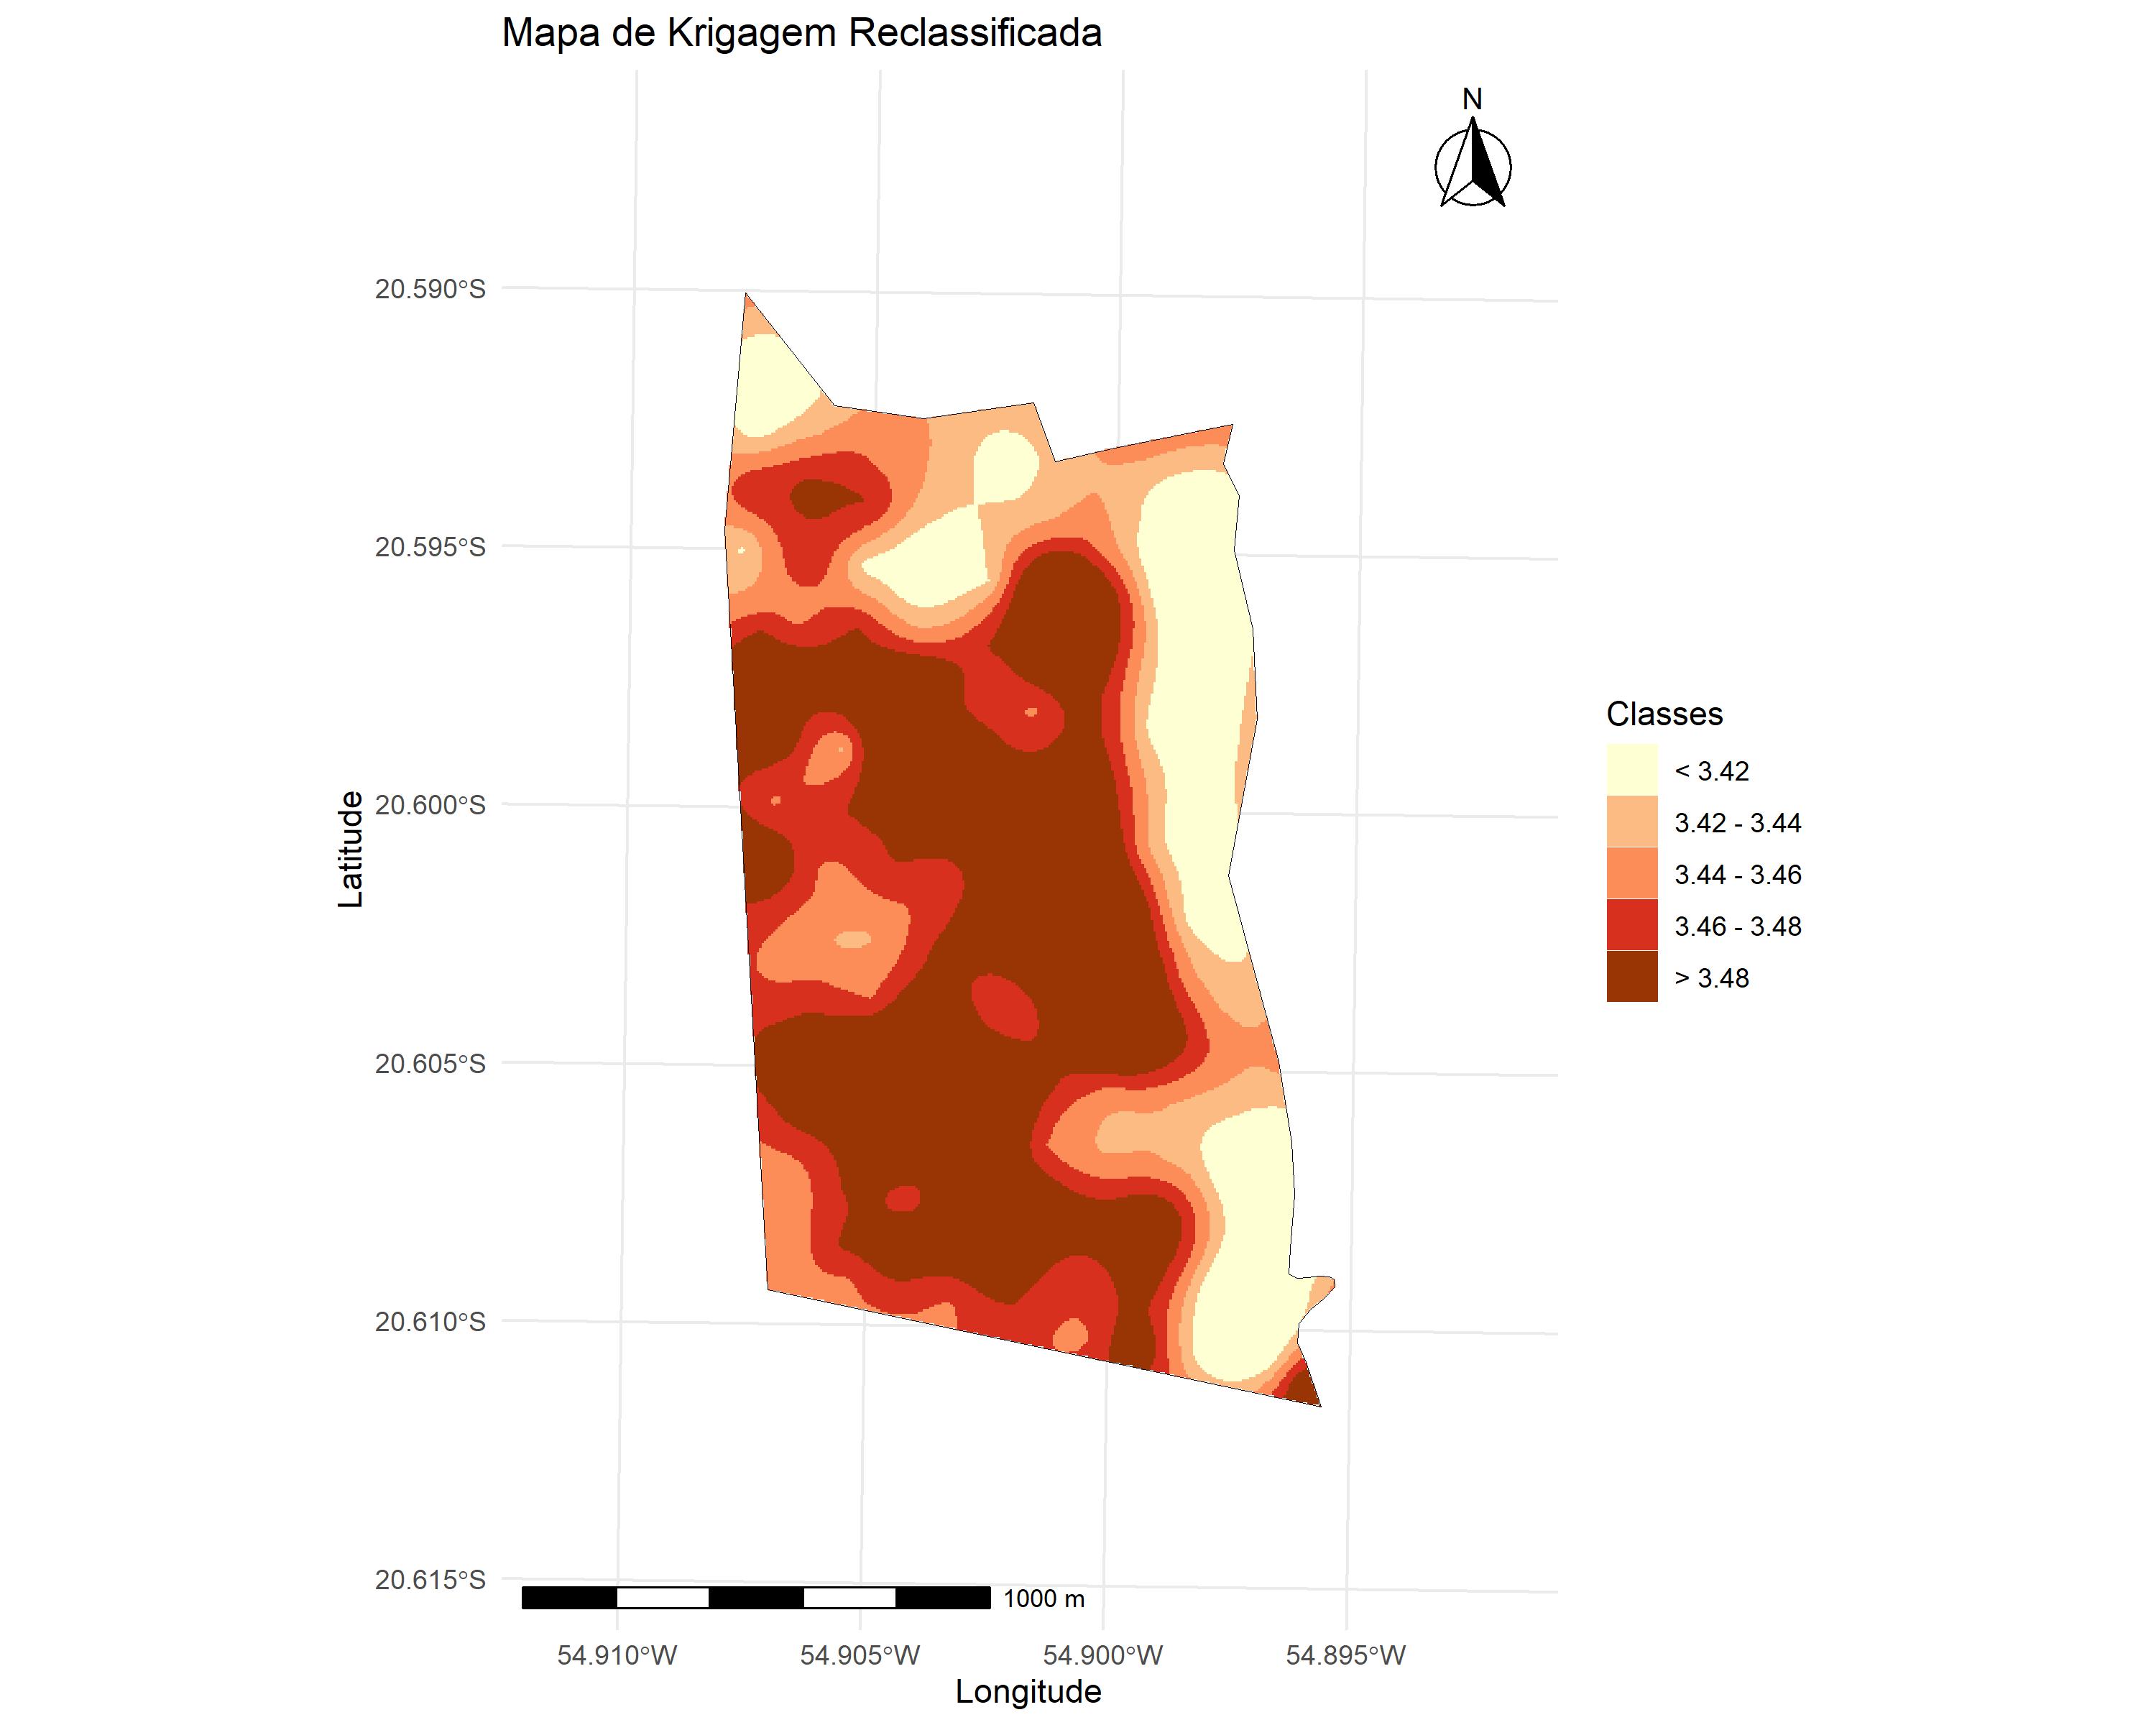 Mapa de Krigagem Reclassificada
N
20.590°S
20.595°S
20.600°S
20.605°S
20.610°S
20.615°S
Latitude
Classes
< 3.42
3.42 - 3.44
3.44 - 3.46
3.46 - 3.48
> 3.48
1000 m
54.910°W 54.905°W 54.900°W 54.895°W
Longitude